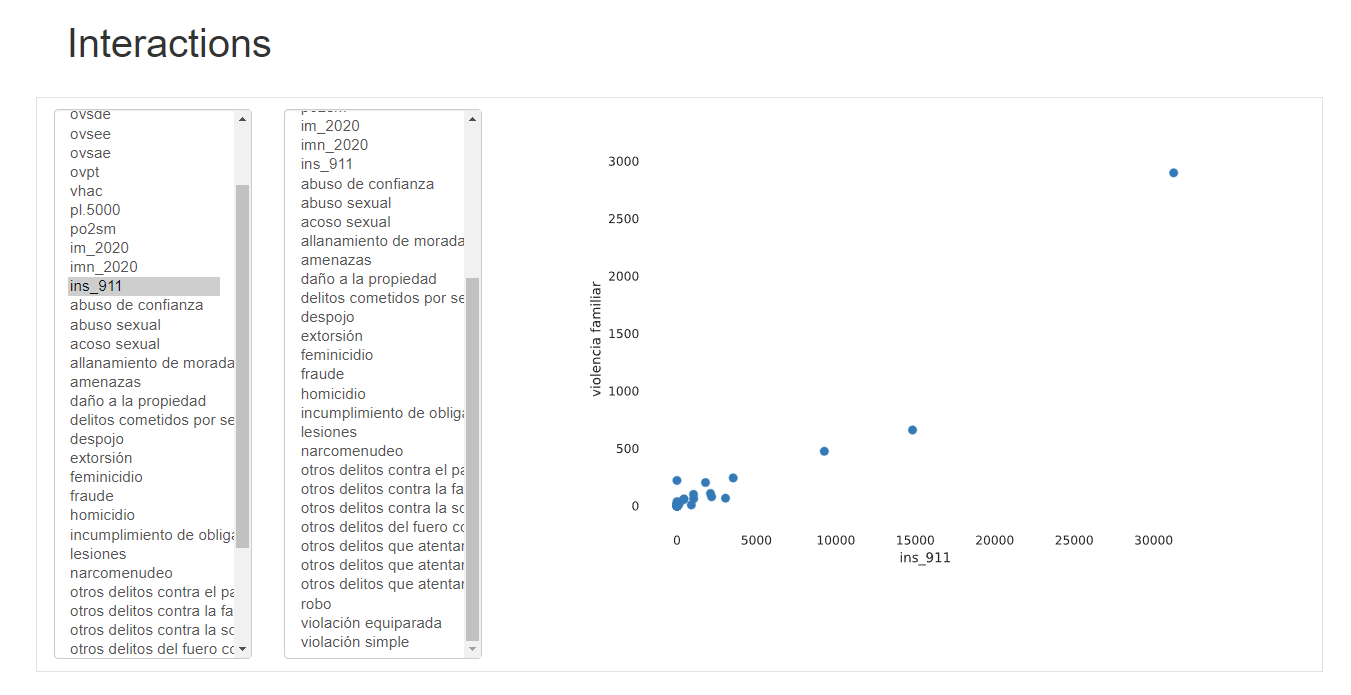 Interactions
ovsde
ovsee
ovsae
ovpt
vhac
pl.5000
po2sm
im_2020
imn_2020
ins_911
abuso de confianza
abuso sexual
acoso sexual
allanamiento de morada
amenazas
daño a la propiedad
delitos cometidos por se
despojo
extorsión
feminicidio
fraude
homicidio
incumplimiento de obliga
lesiones
narcomenudeo
otros delitos contra el pa
otros delitos contra la fa
otros delitos contra la so
otros delitos del fuero co
po2sm
im_2020
imn_2020
ins_911
abuso de confianza
abuso sexual
acoso sexual
allanamiento de morada
amenazas
daño a la propiedad
delitos cometidos por se
despojo
extorsión
feminicidio
fraude
homicidio
incumplimiento de obliga
lesiones
narcomenudeo
otros delitos contra el pa
otros delitos contra la fa
otros delitos contra la so
otros delitos del fuero co
otros delitos que atentar
otros delitos que atentar
otros delitos que atentar
robo
violación equiparada
violación simple
violencia familiar
3000
2500
2000
1500
1000
500
0
0 5000 10000 15000 20000 25000 30000
ins_911